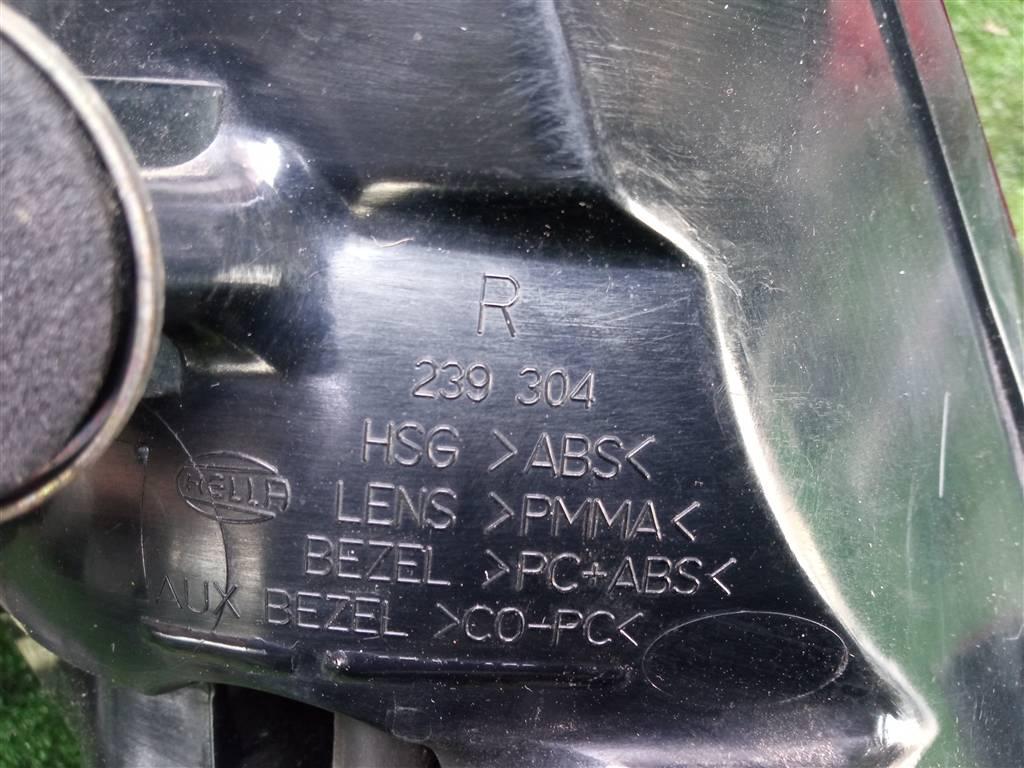 R
239 304
HSG >ABS<
HELLA
LENS >PMMA<
BEZEL >PC+ABS<
AUX BEZEL >CO-PC<